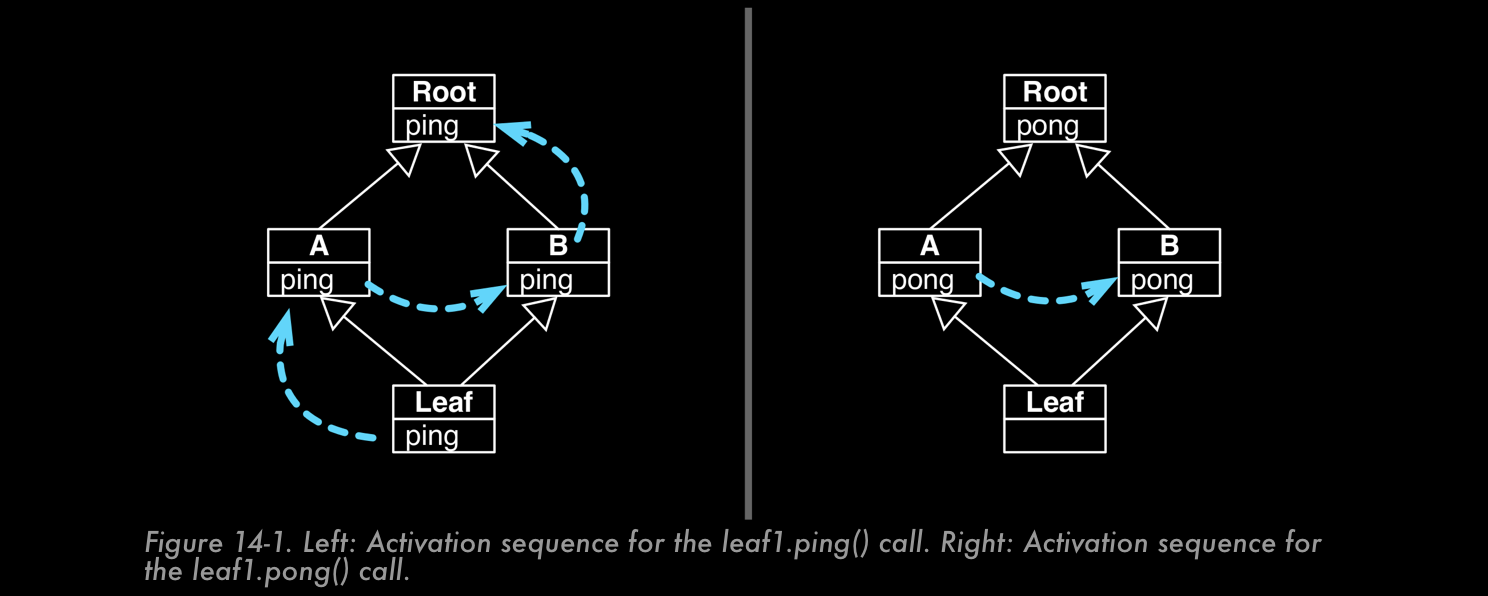 Root
ping
A
ping
B
ping
Leaf
ping
Root
pong
A
pong
B
pong
Leaf
Figure 14-1. Left: Activation sequence for the leaf1.ping() call. Right: Activation sequence for
the leaf1.pong() call.